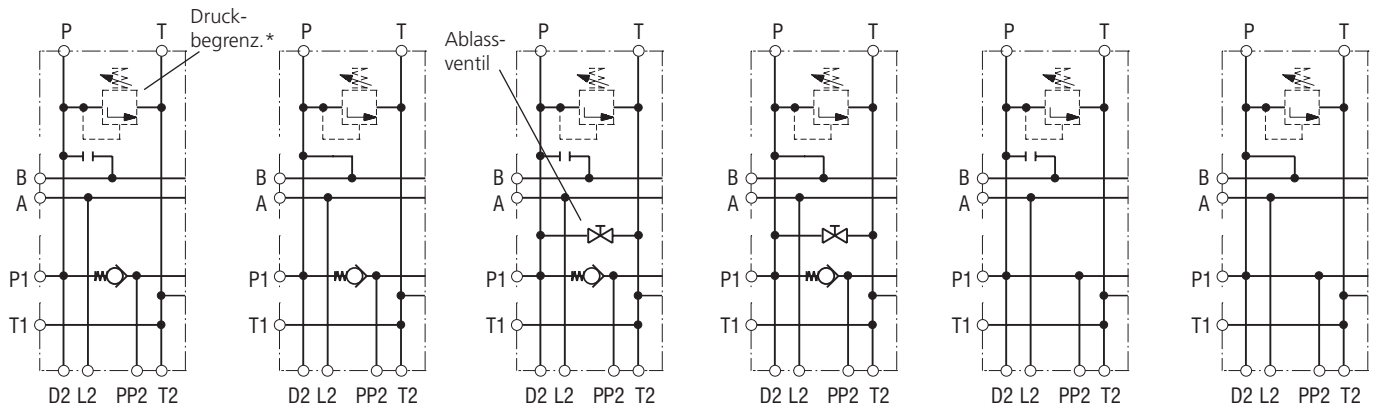 P T P T P T P T P T P T
Druck-
begrenz.*
Ablass-
ventil
B B B B B B
A A A A A A
P1 P1 P1 P1 P1 P1
T1 T1 T1 T1 T1 T1
D2 L2 PP2 T2 D2 L2 PP2 T2 D2 L2 PP2 T2 D2 L2 PP2 T2 D2 L2 PP2 T2 D2 L2 PP2 T2